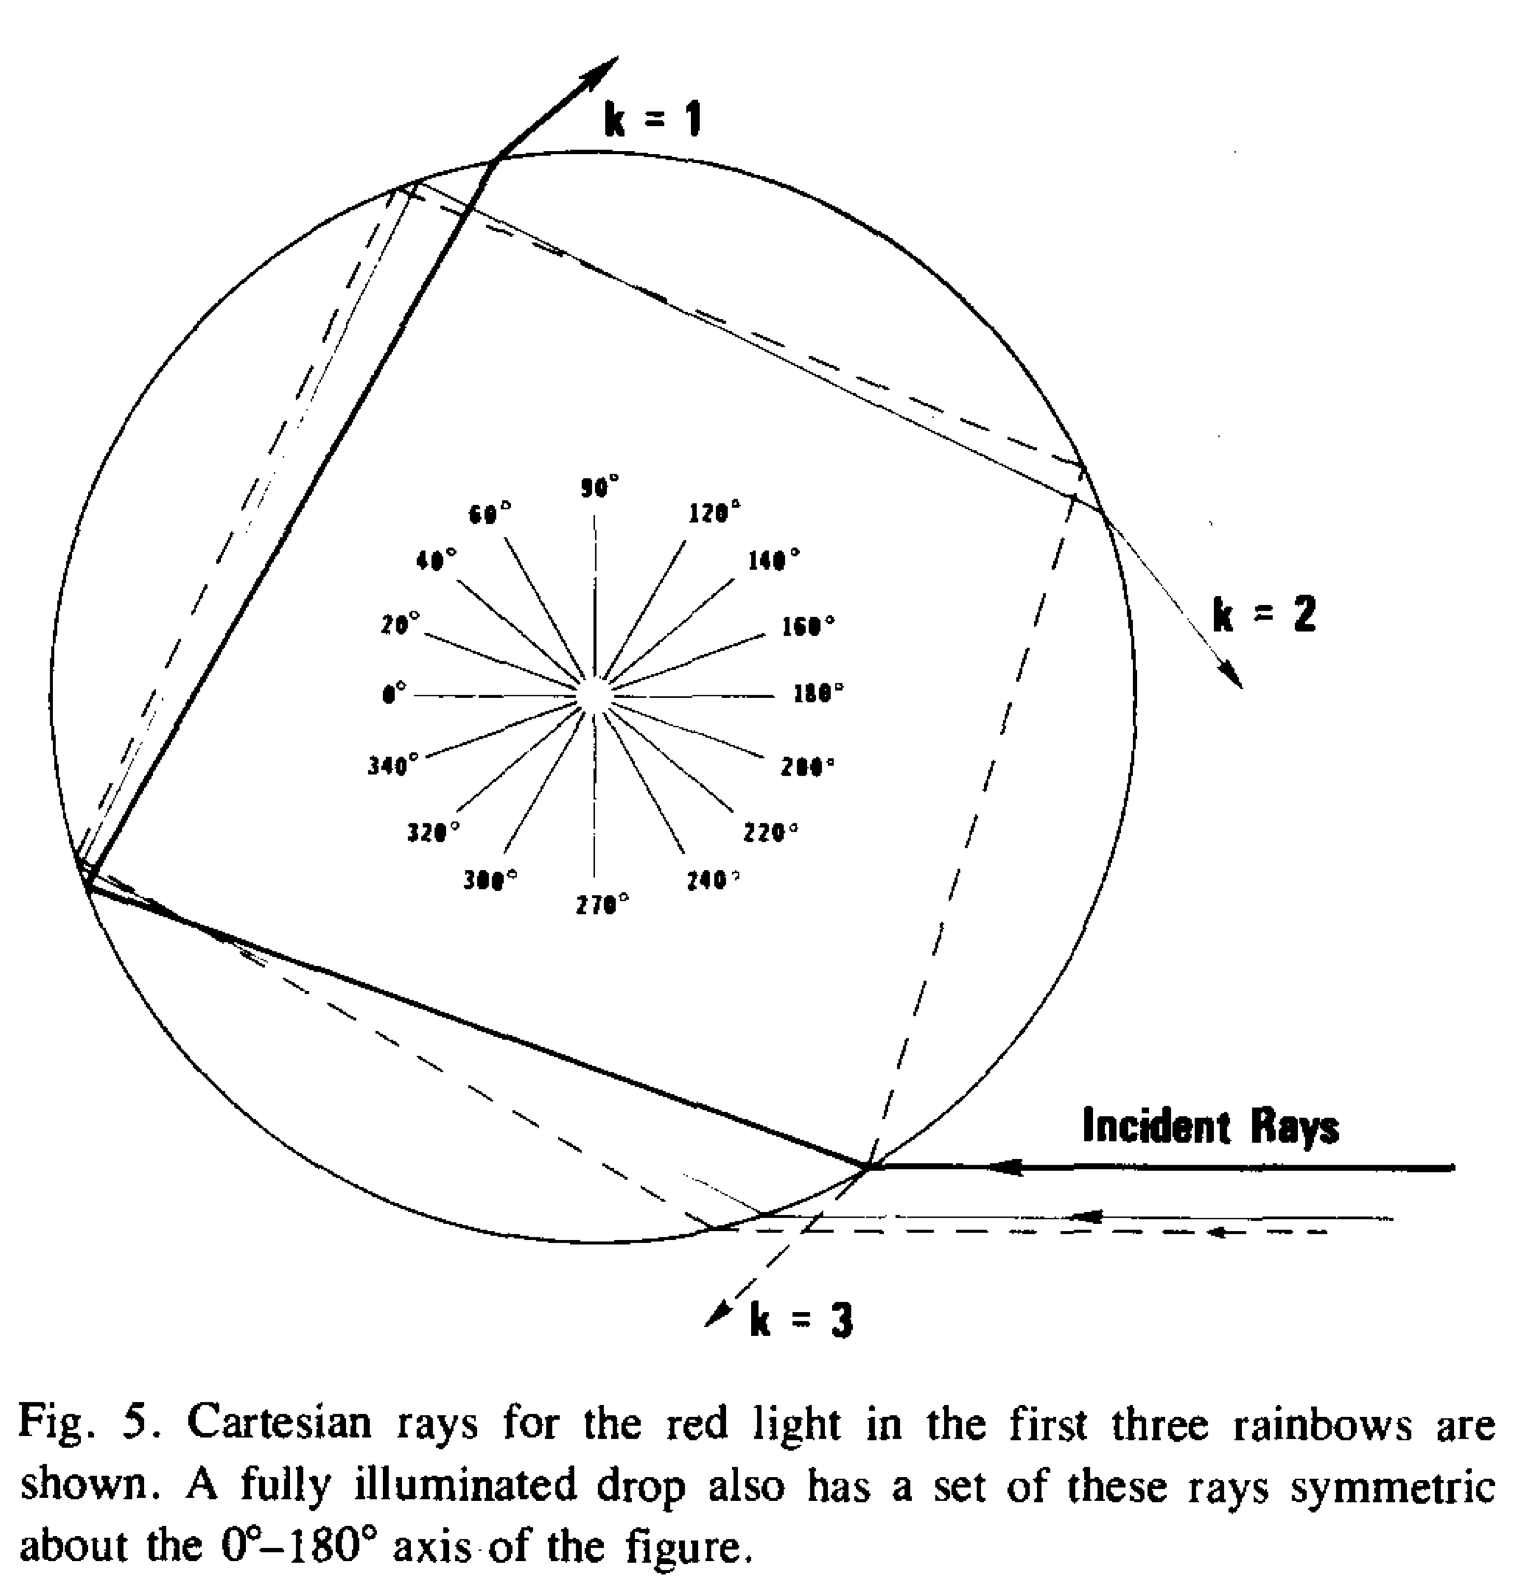 k = 1
90°
60°
120°
40°
140°
20°
160°
0°
180°
340°
200°
320°
220°
300°
240°
270°
k = 2
Incident Rays
k = 3
Fig. 5. Cartesian rays for the red light in the first three rainbows are
shown. A fully illuminated drop also has a set of these rays symmetric
about the 0°–180° axis of the figure.